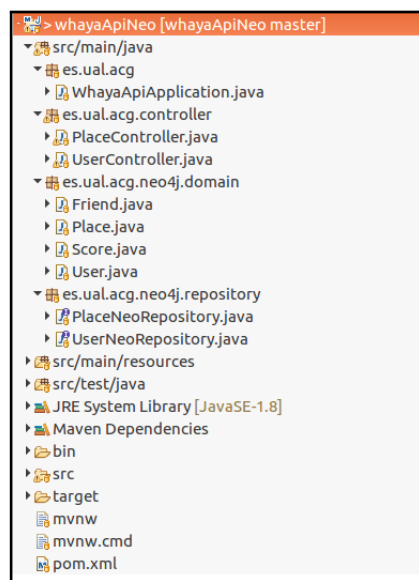 > whayaApiNeo [whayaApiNeo master]
src/main/java
es.ual.acg
WhayaApiApplication.java
es.ual.acg.controller
PlaceController.java
UserController.java
es.ual.acg.neo4j.domain
Friend.java
Place.java
Score.java
User.java
es.ual.acg.neo4j.repository
PlaceNeoRepository.java
UserNeoRepository.java
src/main/resources
src/test/java
JRE System Library [JavaSE-1.8]
Maven Dependencies
bin
src
target
mvnw
mvnw.cmd
pom.xml